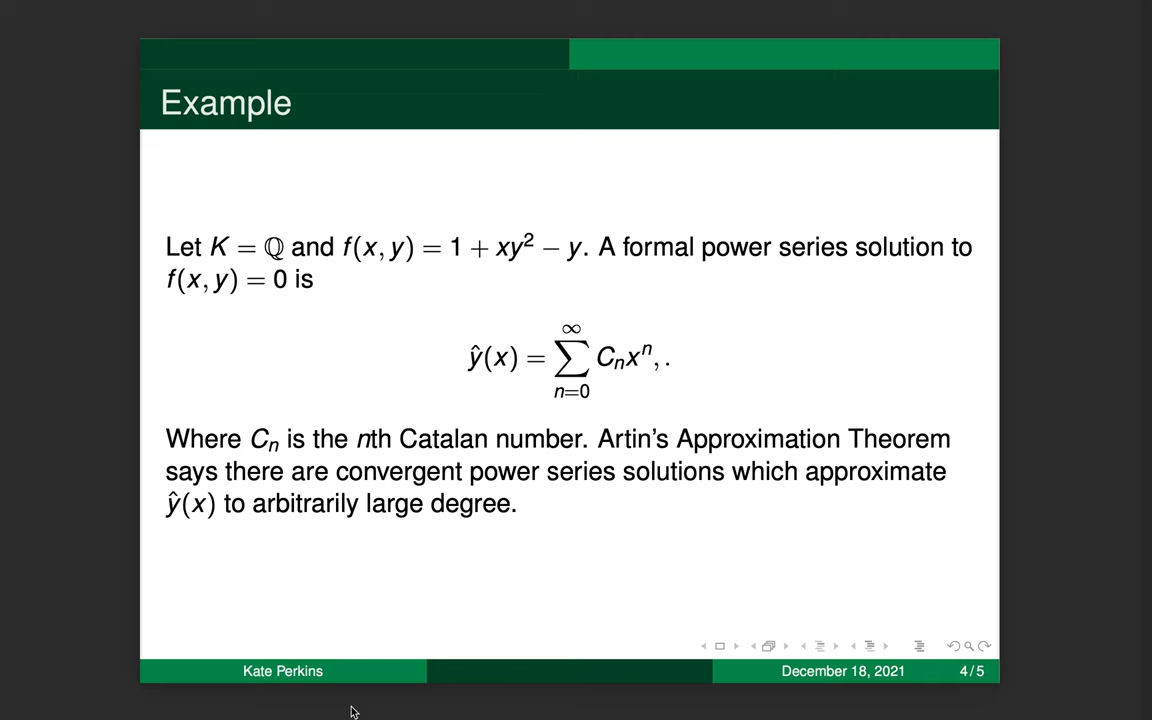 Example
Let K = ℚ and f(x, y) = 1 + xy² − y. A formal power series solution to
f(x, y) = 0 is
ŷ(x) = ∑_{n=0}^{∞} Cₙxⁿ, .
Where Cₙ is the nth Catalan number. Artin's Approximation Theorem
says there are convergent power series solutions which approximate
ŷ(x) to arbitrarily large degree.
Kate Perkins December 18, 2021 4/5